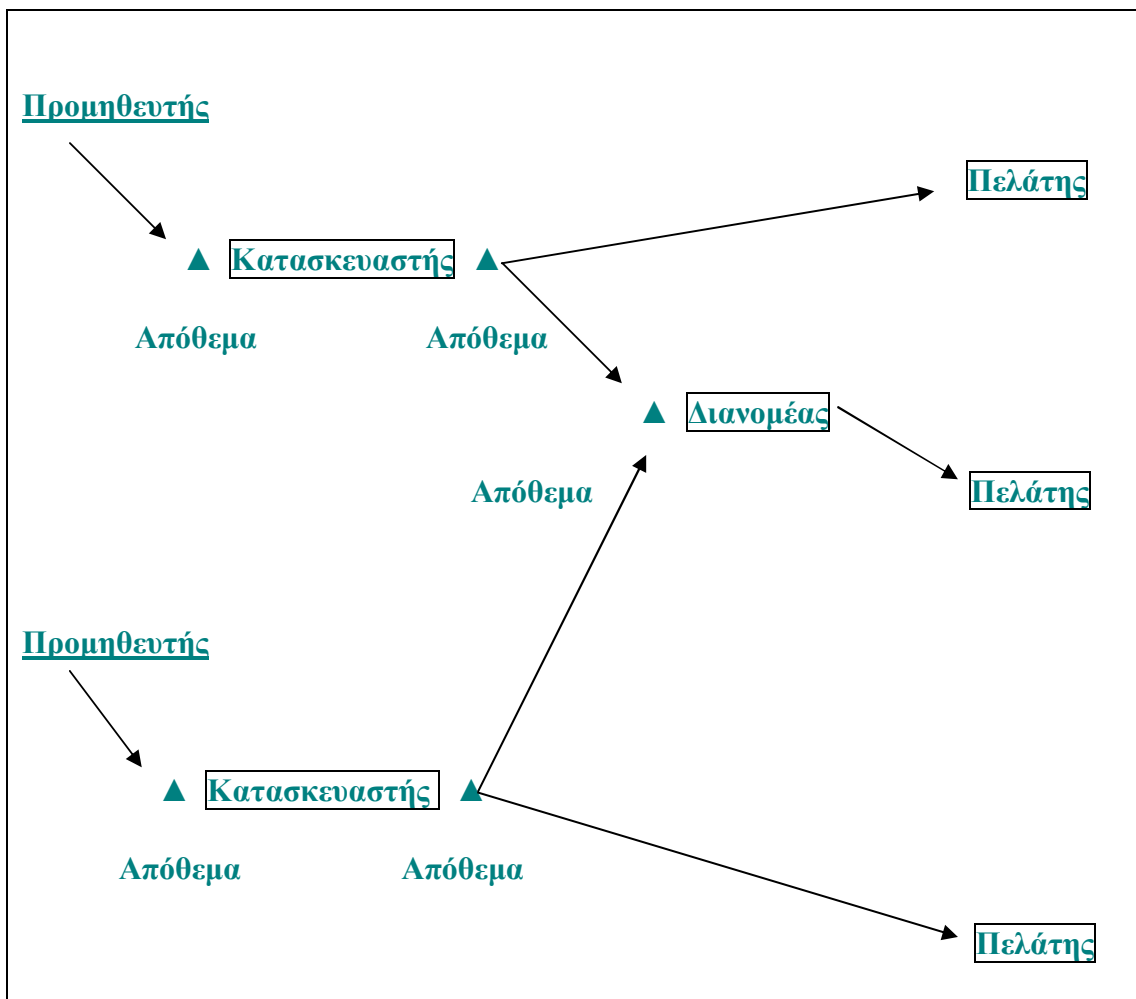 Προμηθευτής
Πελάτης
▲ Κατασκευαστής ▲
Απόθεμα Απόθεμα
▲ Διανομέας
Απόθεμα
Πελάτης
Προμηθευτής
▲ Κατασκευαστής ▲
Απόθεμα Απόθεμα
Πελάτης